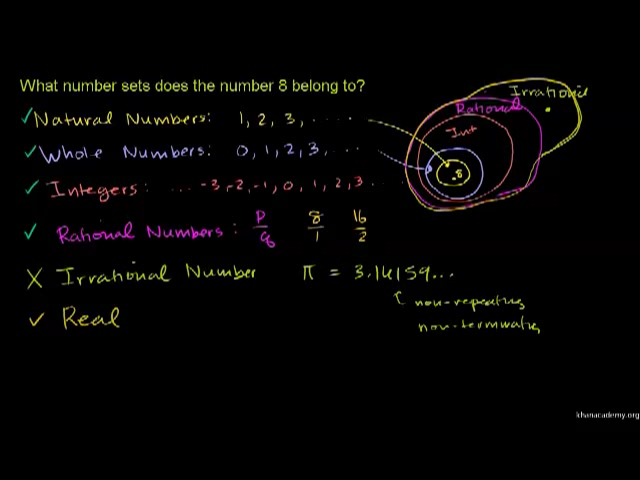 What number sets does the number 8 belong to?
✓ Natural Numbers: 1, 2, 3, .....
✓ Whole Numbers: 0, 1, 2, 3, ...
✓ Integers: ... -3, -2, -1, 0, 1, 2, 3 ...
✓ Rational Numbers: p/q 8/1 16/2
X Irrational Number π = 3.14159...
non-repeating
non-terminating
✓ Real
Irrational
Rational
Int
8
khanacademy.org